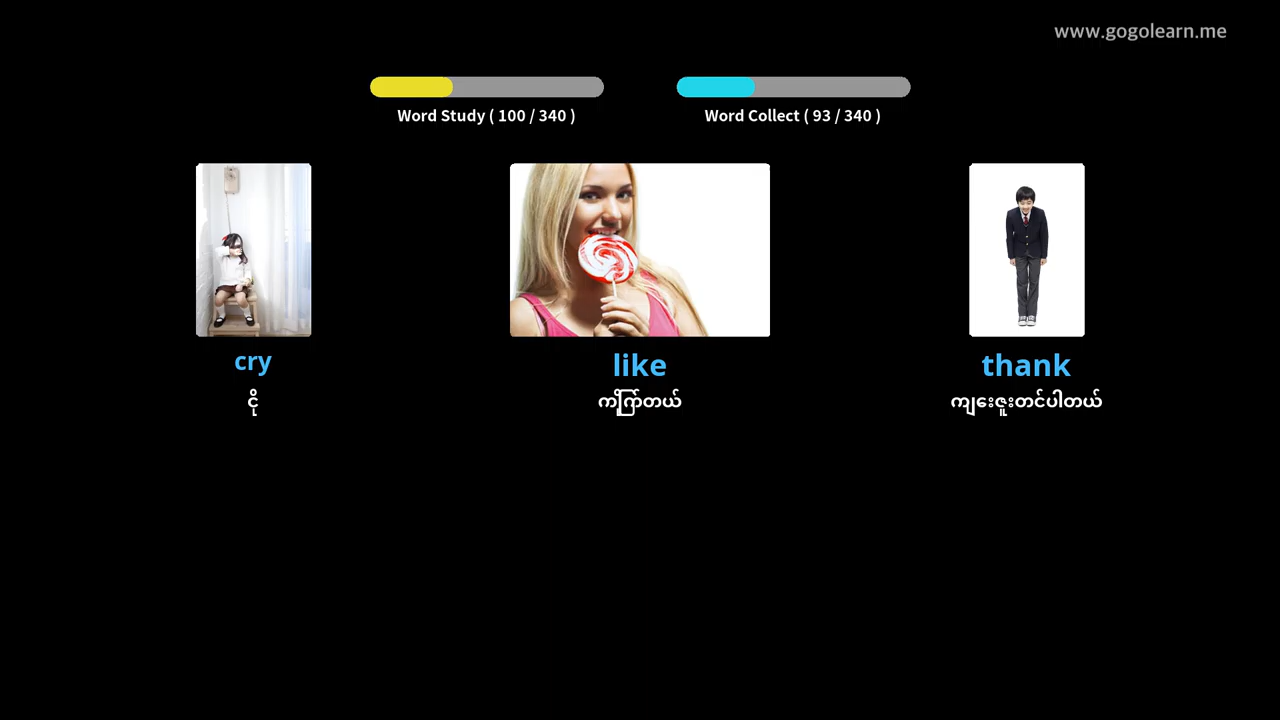 www.gogolearn.me
Word Study ( 100 / 340 )
Word Collect ( 93 / 340 )
cry
like
thank
ငို
ကြိုက်တယ်
ကျေးဇူးတင်ပါတယ်